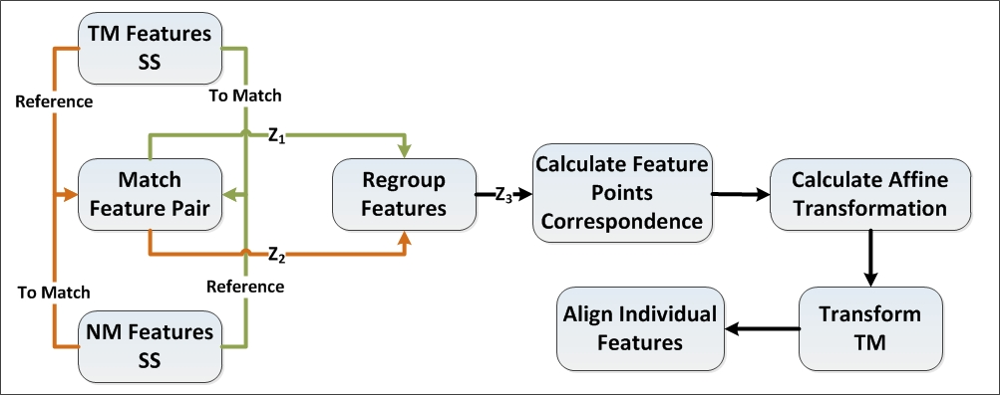 TM Features
SS
Reference
To Match
Z1
Match
Feature Pair
Regroup
Features
Z3
Calculate Feature
Points
Correspondence
Calculate Affine
Transformation
Z2
To Match
Reference
NM Features
SS
Align Individual
Features
Transform
TM